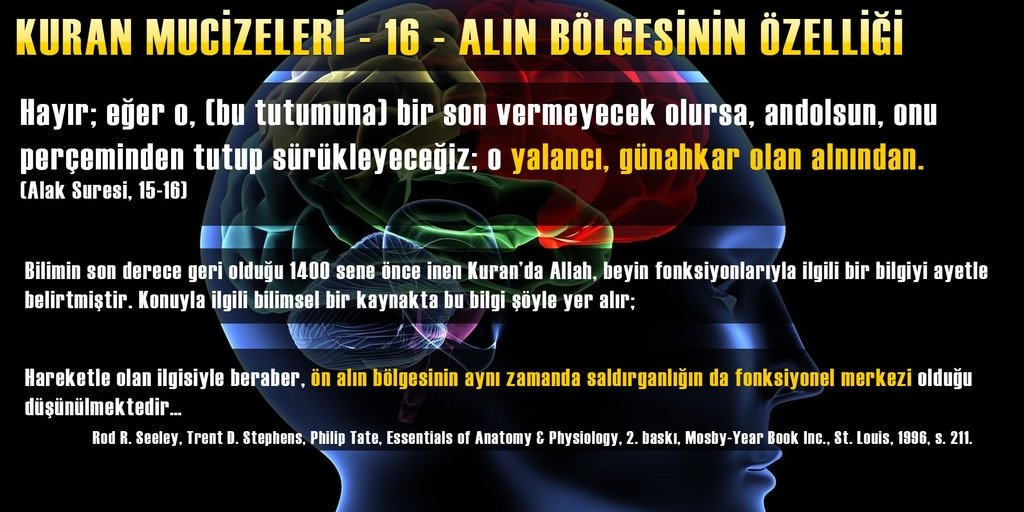 KURAN MUCİZELERİ - 16 - ALIN BÖLGESİNİN ÖZELLİĞİ
Hayır; eğer o, (bu tutumuna) bir son vermeyecek olursa, andolsun, onu
perçeminden tutup sürükleyeceğiz; o yalancı, günahkar olan alnından.
(Alak Suresi, 15-16)
Bilimin son derece geri olduğu 1400 sene önce inen Kuran'da Allah, beyin fonksiyonlarıyla ilgili bir bilgiyi ayetle
belirtmiştir. Konuyla ilgili bilimsel bir kaynakta bu bilgi şöyle yer alır;
Hareketle olan ilgisiyle beraber, ön alın bölgesinin aynı zamanda saldırganlığın da fonksiyonel merkezi olduğu
düşünülmektedir...
Rod R. Seeley, Trent D. Stephens, Philip Tate, Essentials of Anatomy & Physiology, 2. baskı, Mosby-Year Book Inc., St. Louis, 1996, s. 211.